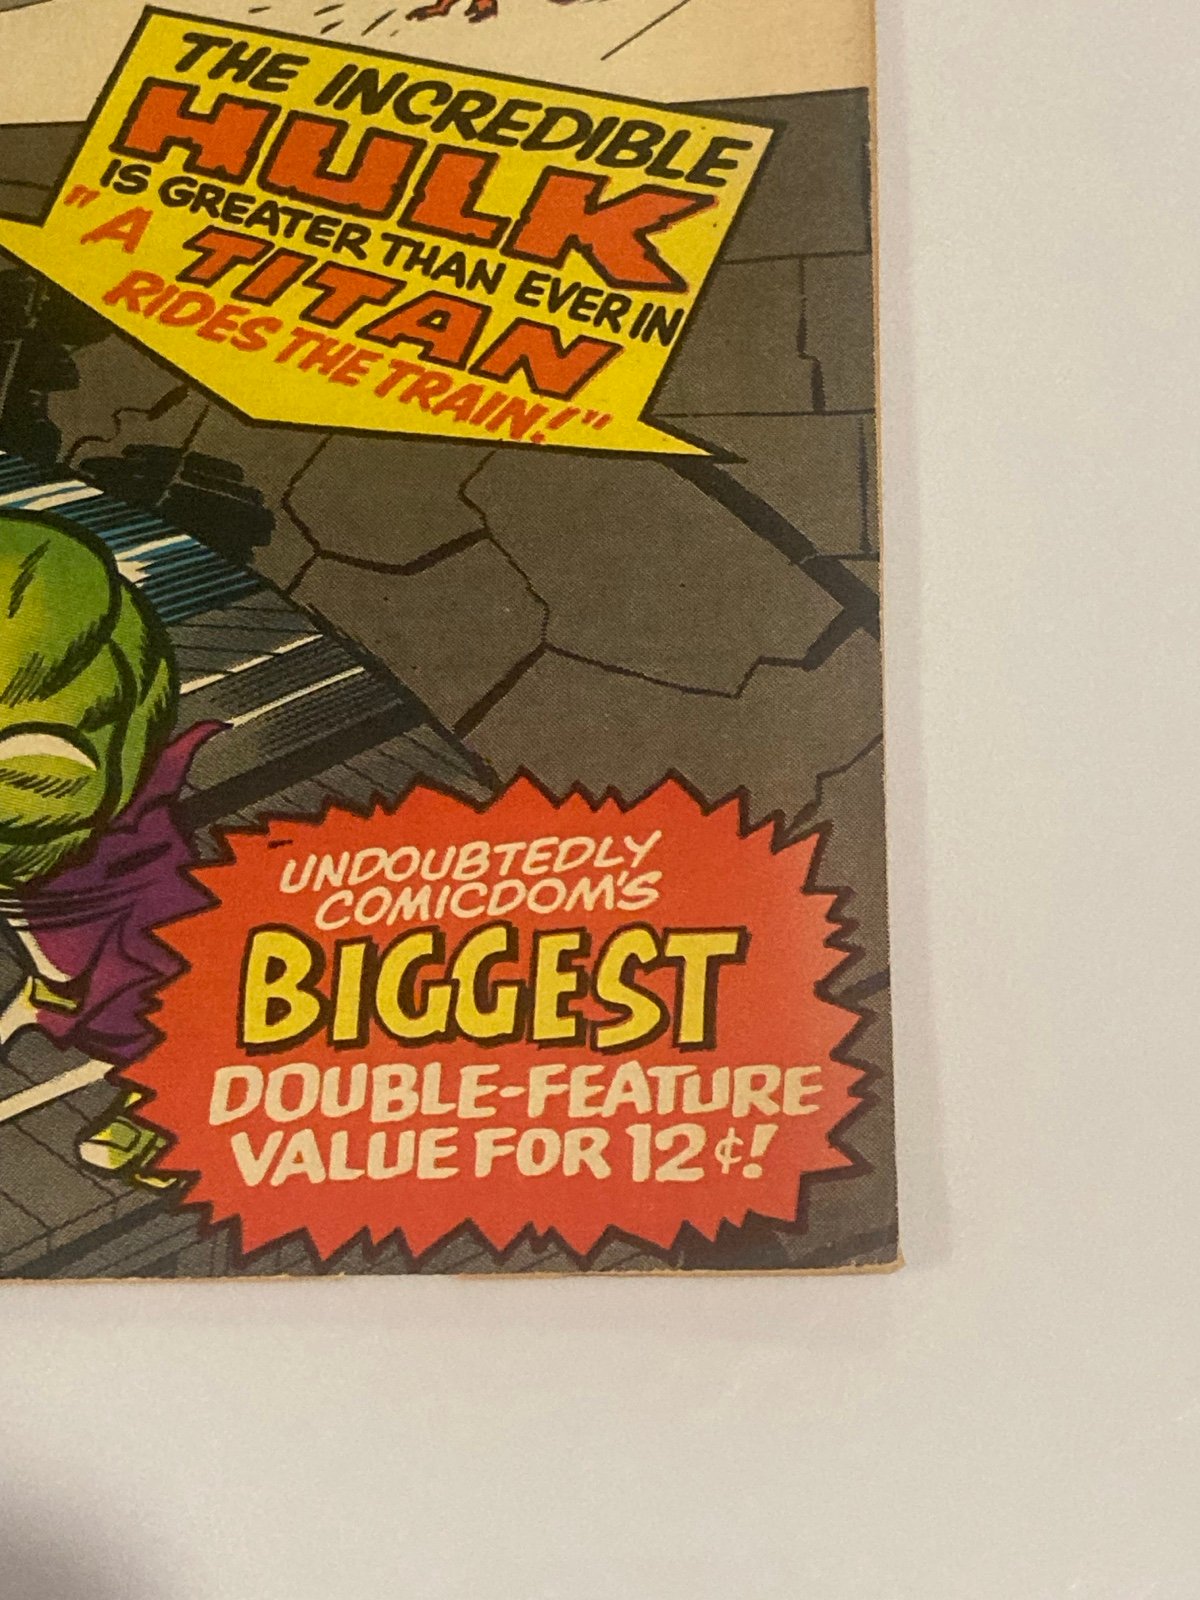 THE INCREDIBLE
HULK
IS GREATER THAN EVER IN
"A TITAN
RIDES THE TRAIN!"
UNDOUBTEDLY
COMICDOM'S
BIGGEST
DOUBLE-FEATURE
VALUE FOR 12¢!